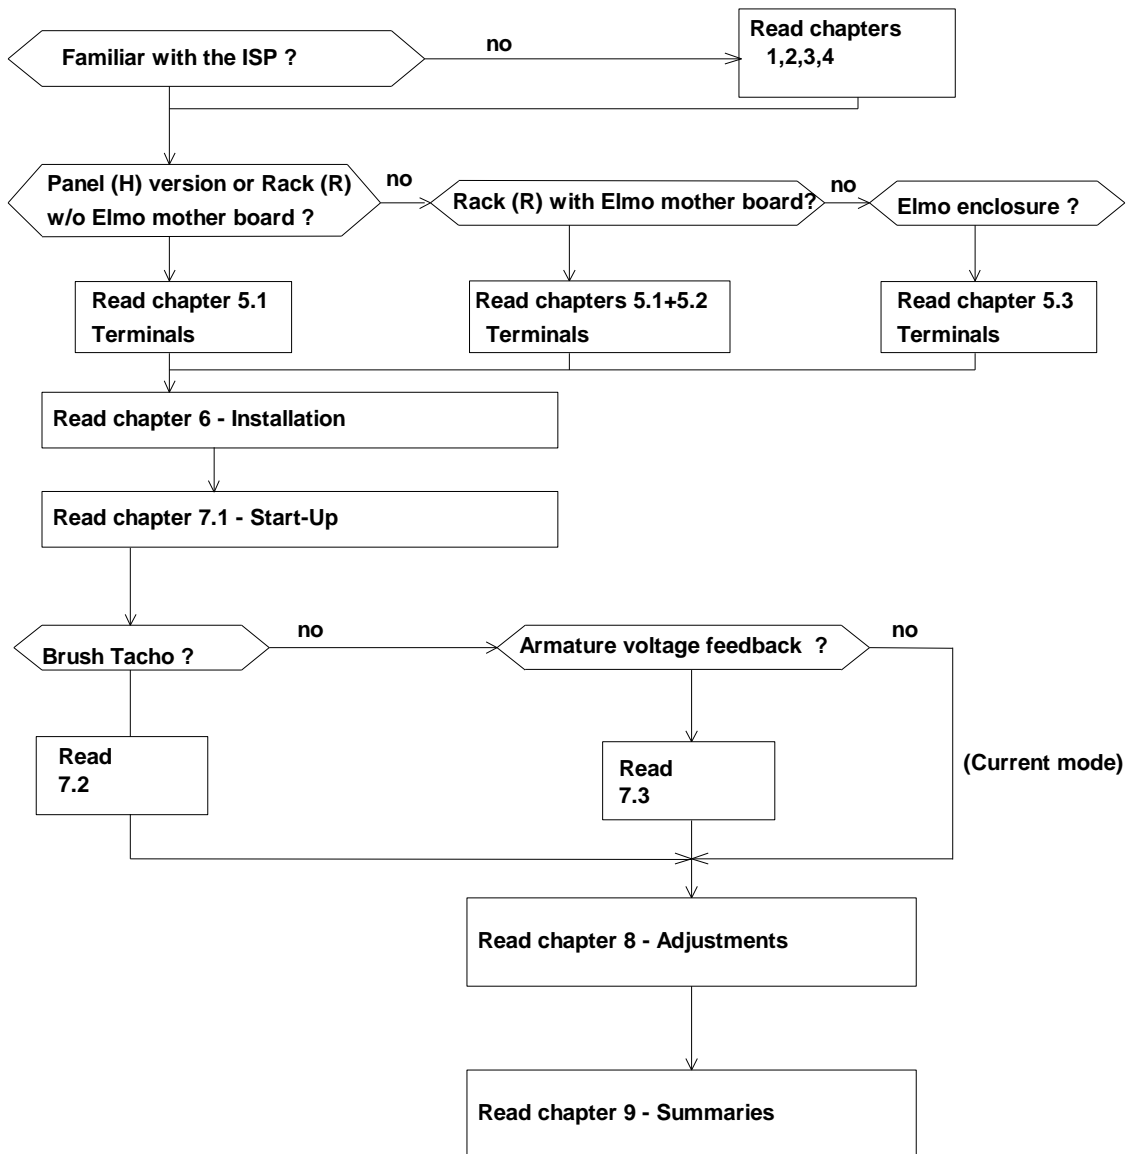 Familiar with the ISP ?
no
Read chapters
1,2,3,4
Panel (H) version or Rack (R)
w/o Elmo mother board ?
no
Rack (R) with Elmo mother board?
no
Elmo enclosure ?
Read chapter 5.1
Terminals
Read chapters 5.1+5.2
Terminals
Read chapter 5.3
Terminals
Read chapter 6 - Installation
Read chapter 7.1 - Start-Up
Brush Tacho ?
no
Armature voltage feedback ?
no
Read
7.2
Read
7.3
(Current mode)
Read chapter 8 - Adjustments
Read chapter 9 - Summaries